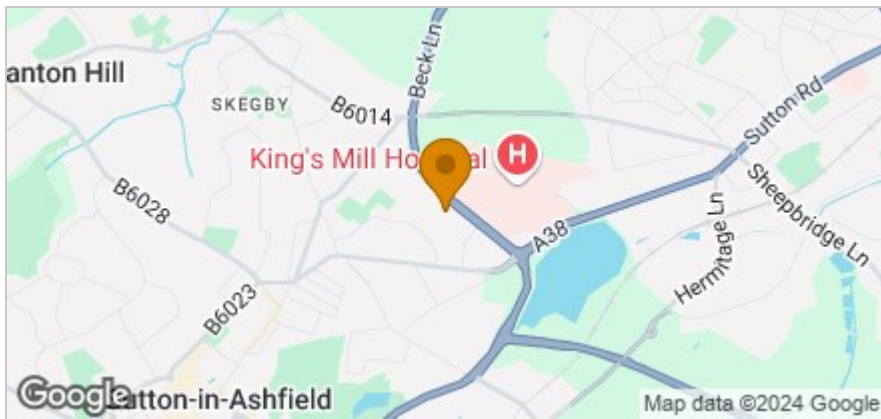 anton Hill
SKEGBY
B6014
Beck Ln
Sutton Rd
King's Mill Ho
al
H
B6028
A38
Sheepbridge Ln
Hermitage Ln
B6023
Google
utton-in-Ashfield
Map data ©2024 Google